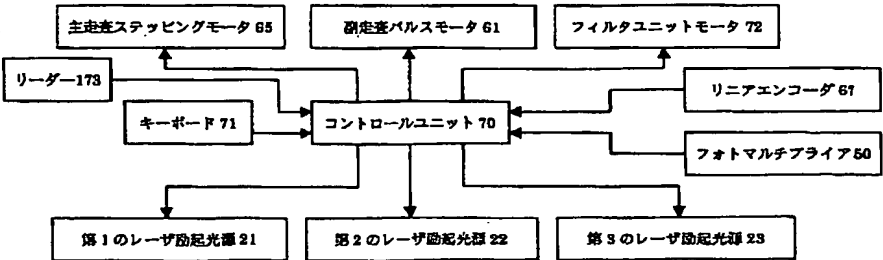 主走査ステッピングモータ 65
副走査パルスモータ 61
フィルタユニットモータ 72
リーダー173
リニアエンコーダ 67
キーボード 71
コントロールユニット 70
フォトマルチプライア50
第1のレーザ励起光源 21
第2のレーザ励起光源 22
第3のレーザ励起光源 23